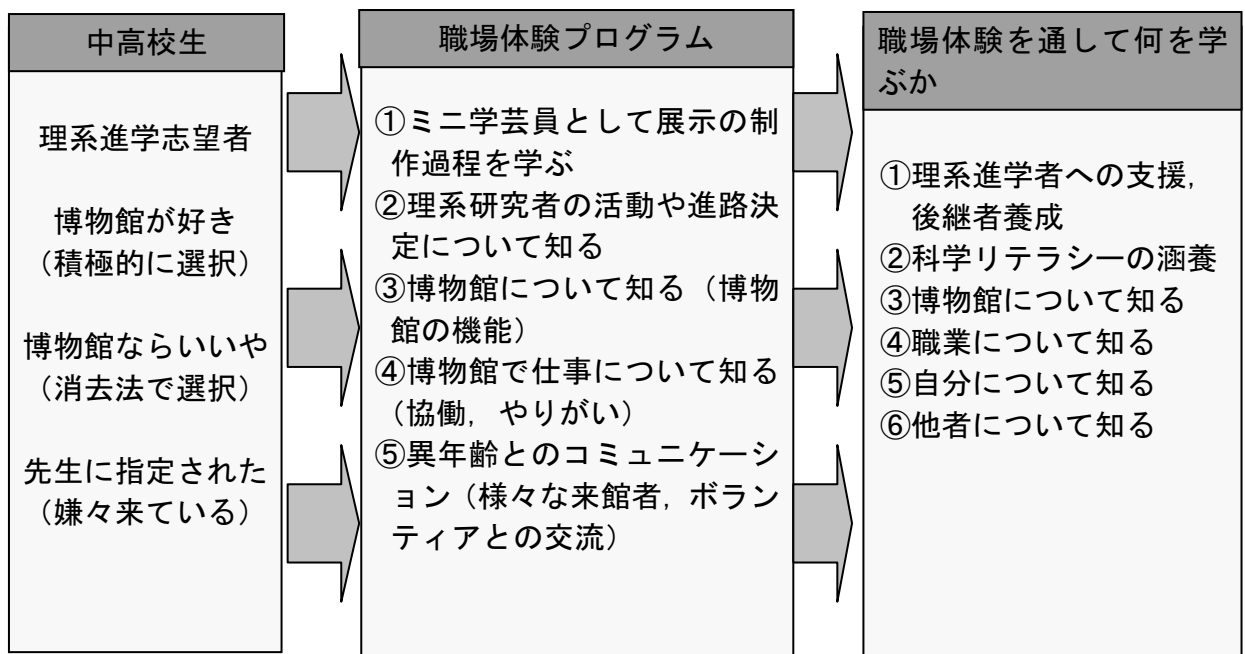 中高校生
理系進学志望者
博物館が好き
（積極的に選択）
博物館ならいいや
（消去法で選択）
先生に指定された
（嫌々来ている）
職場体験プログラム
①ミニ学芸員として展示の制
作過程を学ぶ
②理系研究者の活動や進路決
定について知る
③博物館について知る（博物
館の機能）
④博物館で仕事について知る
（協働，やりがい）
⑤異年齢とのコミュニケーシ
ョン（様々な来館者，ボラン
ティアとの交流）
職場体験を通して何を学
ぶか
①理系進学者への支援，
後継者養成
②科学リテラシーの涵養
③博物館について知る
④職業について知る
⑤自分について知る
⑥他者について知る